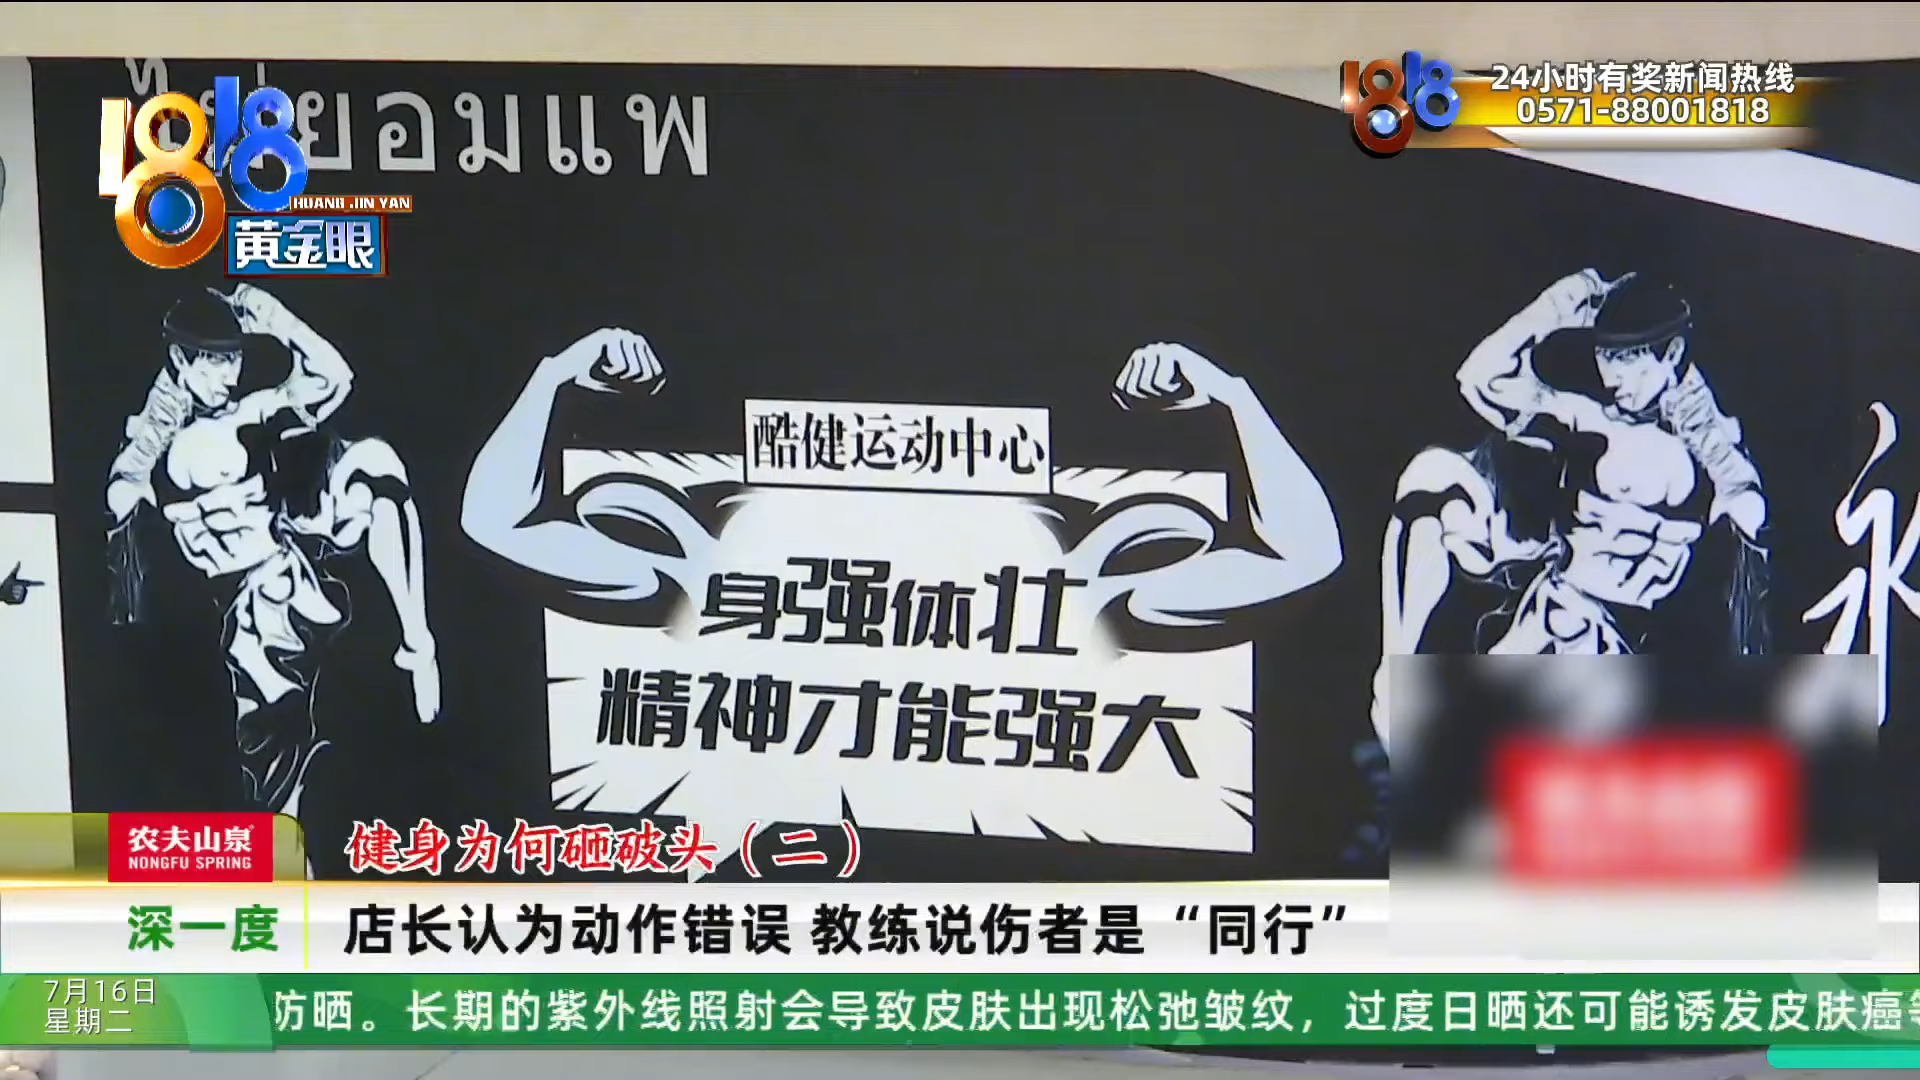 ไม่ยอมแพ
1818
HUANG JIN YAN
黄金眼
1818
24小时有奖新闻热线
0571-88001818
酷健运动中心
身强体壮
精神才能强大
永
农夫山泉
NONGFU SPRING
健身为何砸破头（二）
深一度
店长认为动作错误 教练说伤者是“同行”
7月16日
星期二
防晒。长期的紫外线照射会导致皮肤出现松弛皱纹，过度日晒还可能诱发皮肤癌等